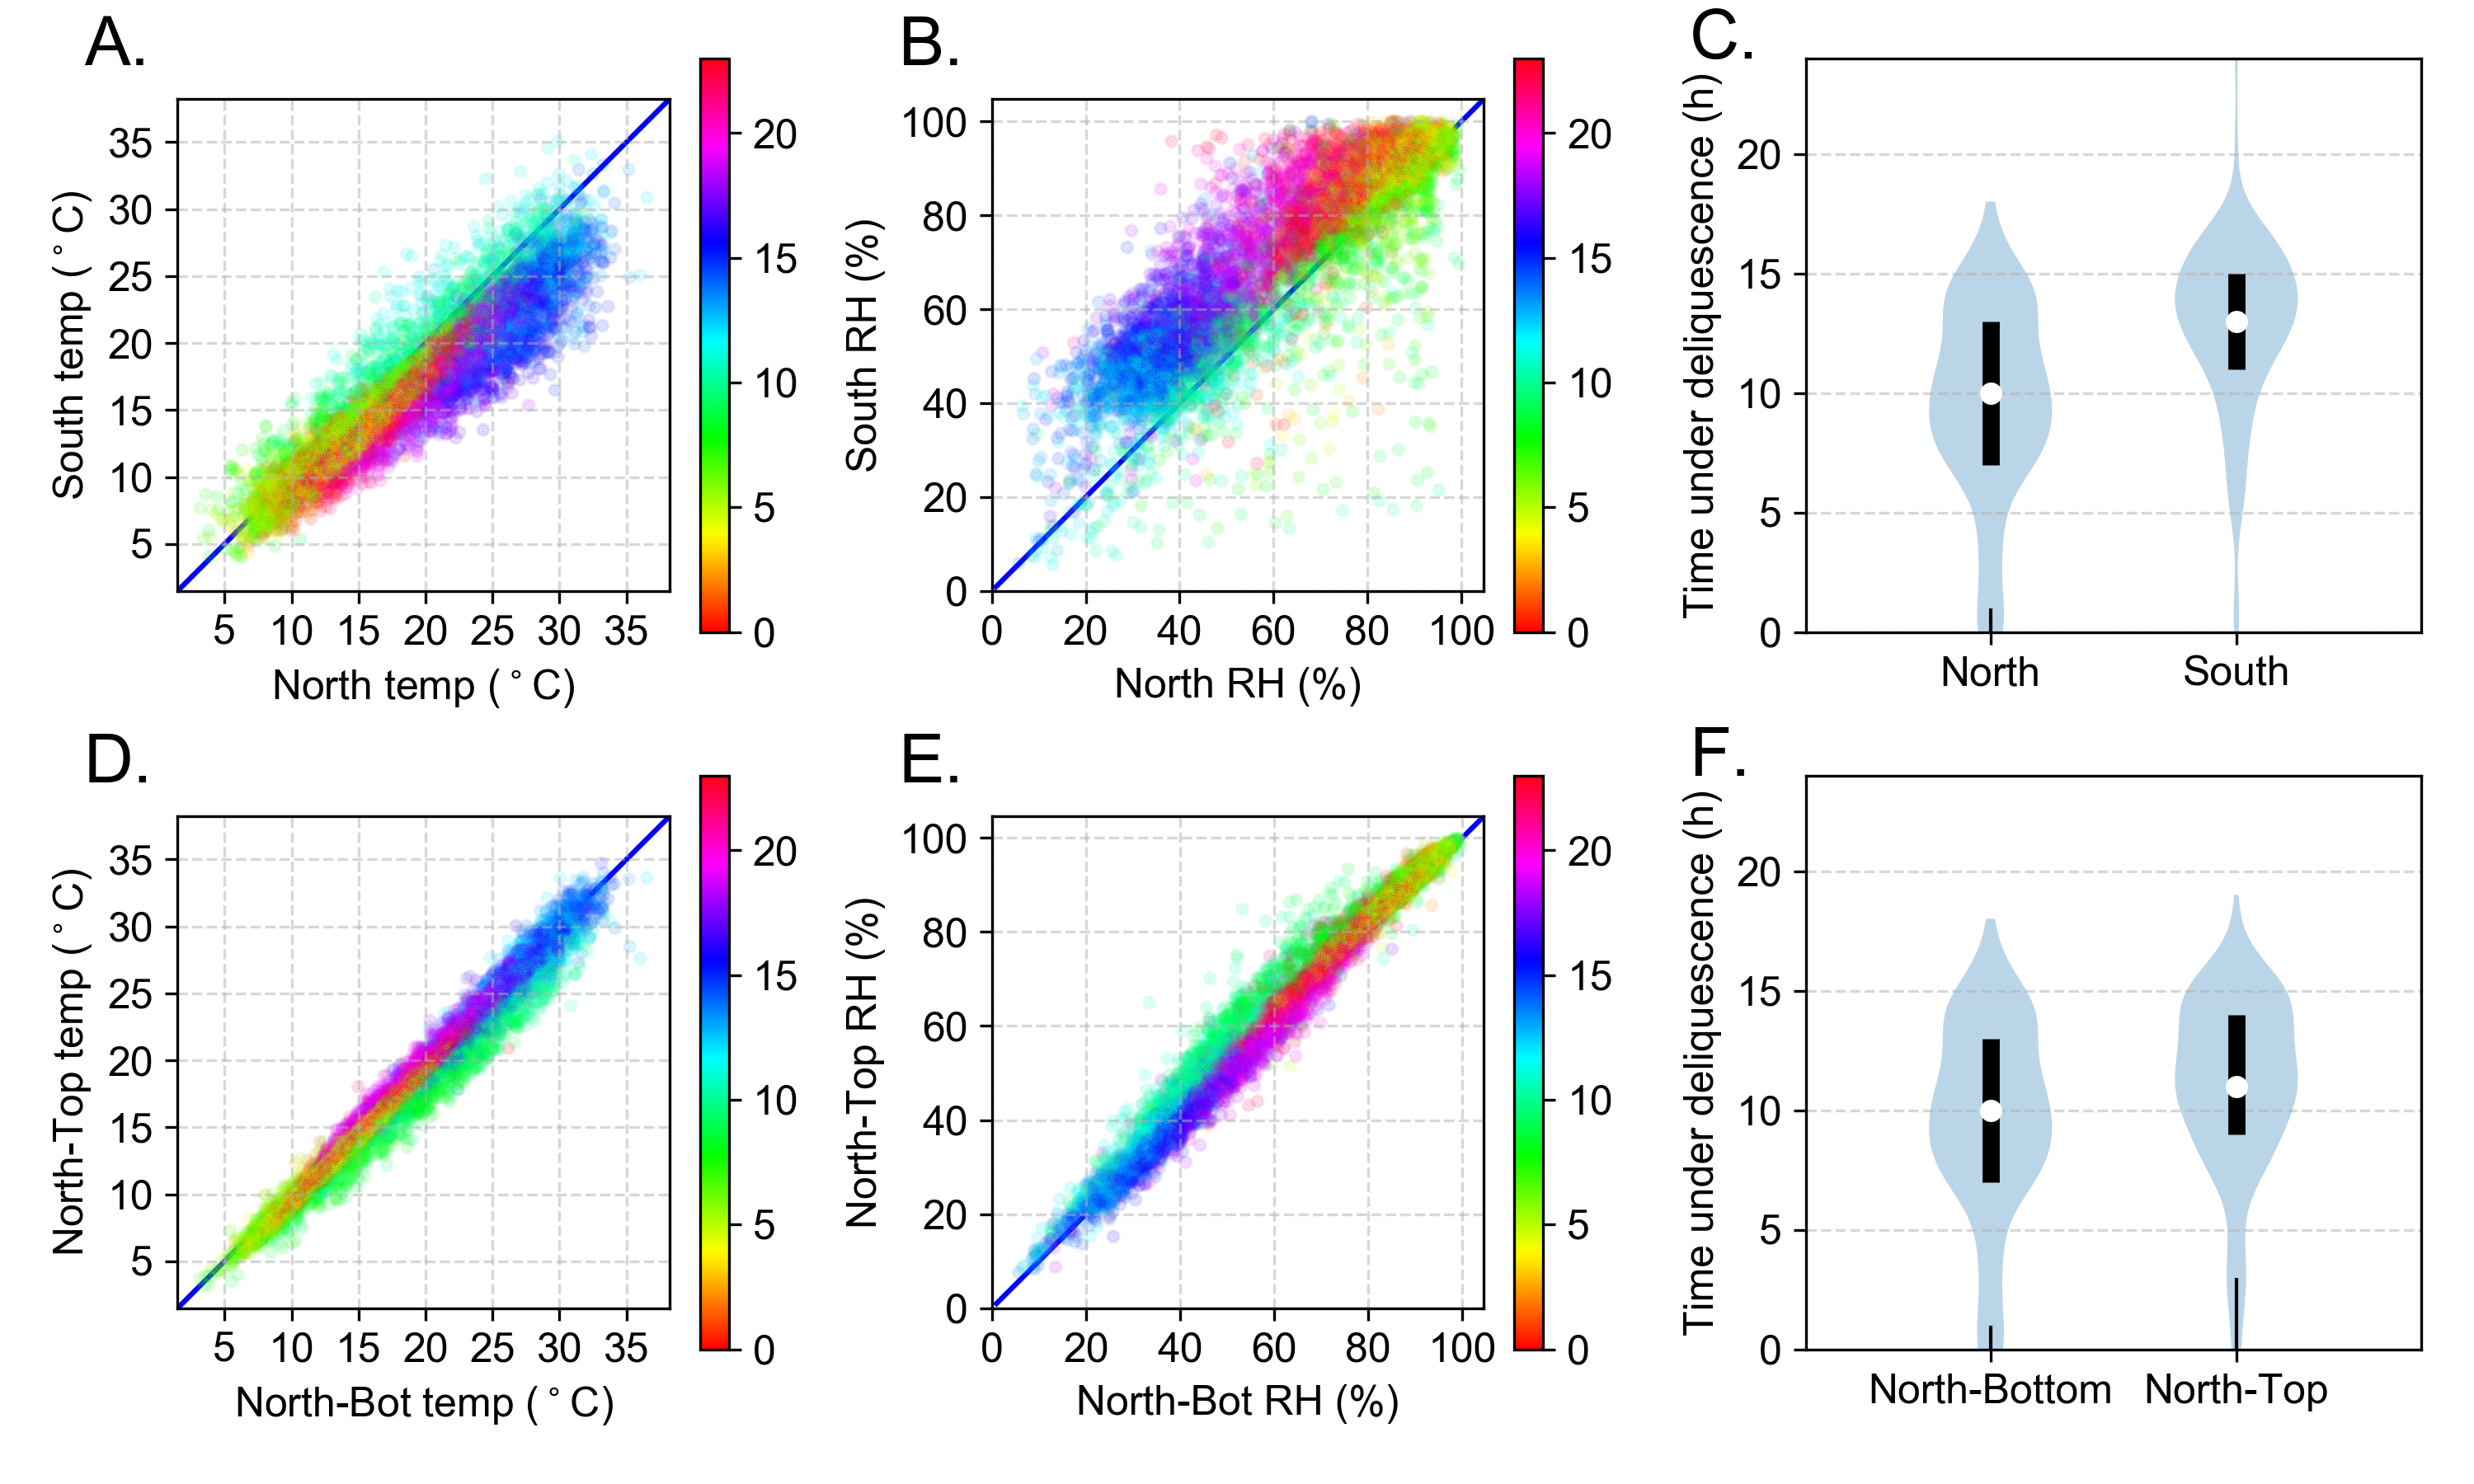 A.
South temp (°C)
35
30
25
20
15
10
5
5 10 15 20 25 30 35
North temp (°C)
20
15
10
5
0
B.
South RH (%)
100
80
60
40
20
0
0 20 40 60 80 100
North RH (%)
20
15
10
5
0
C.
Time under deliquescence (h)
20
15
10
5
0
North South
D.
North-Top temp (°C)
35
30
25
20
15
10
5
5 10 15 20 25 30 35
North-Bot temp (°C)
20
15
10
5
0
E.
North-Top RH (%)
100
80
60
40
20
0
0 20 40 60 80 100
North-Bot RH (%)
20
15
10
5
0
F.
Time under deliquescence (h)
20
15
10
5
0
North-Bottom North-Top